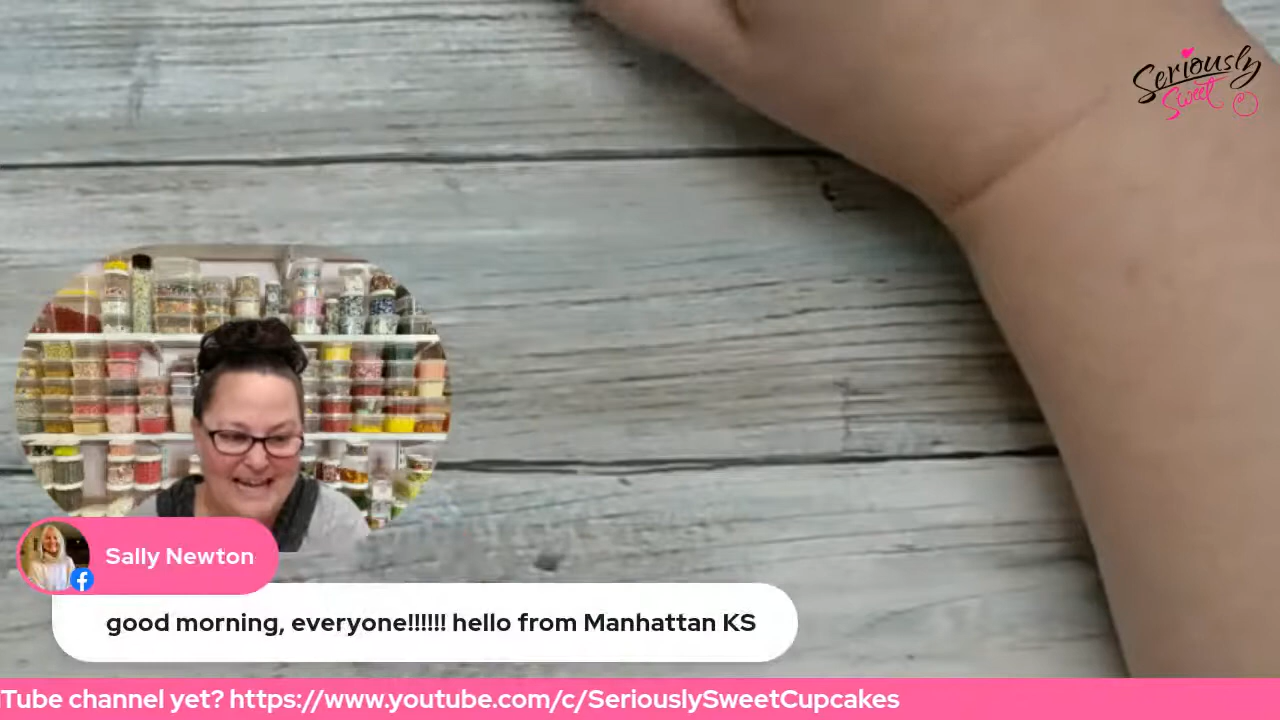 Seriously
Sweet
Sally Newton
good morning, everyone!!!!!! hello from Manhattan KS
Tube channel yet? https://www.youtube.com/c/SeriouslySweetCupcakes